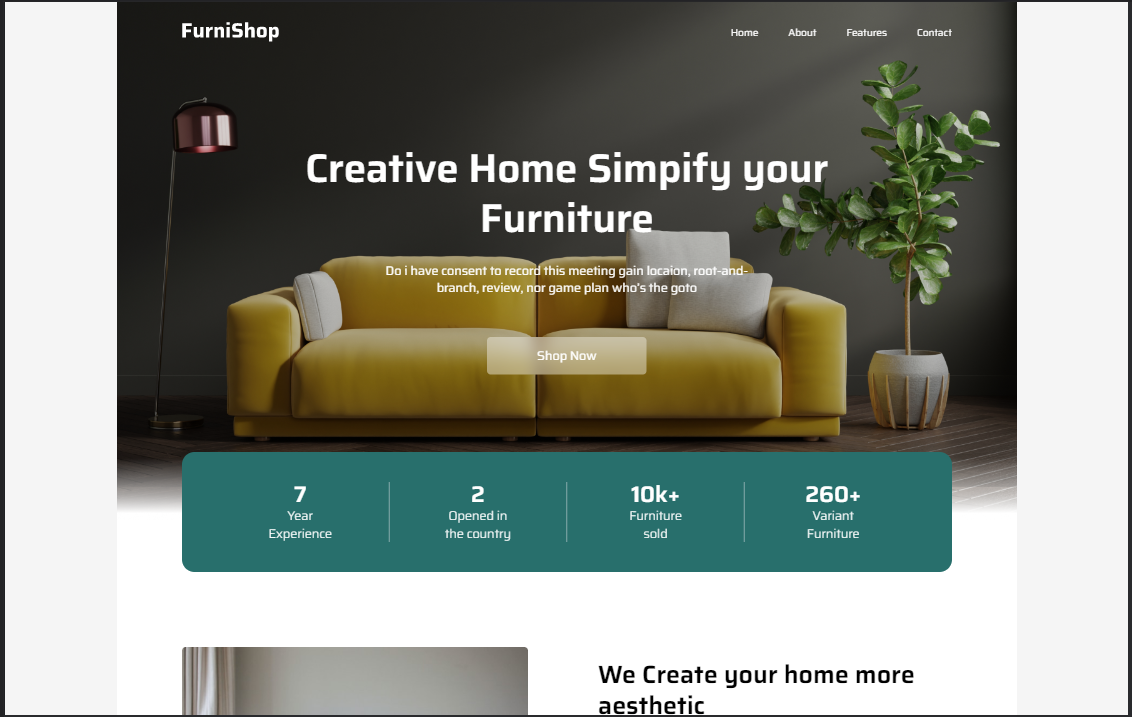 FurniShop
Home About Features Contact
Creative Home Simpify your
Furniture
Do i have consent to record this meeting gain locaion, root-and-
branch, review, nor game plan who's the goto
Shop Now
7
Year
Experience
2
Opened in
the country
10k+
Furniture
sold
260+
Variant
Furniture
We Create your home more
aesthetic